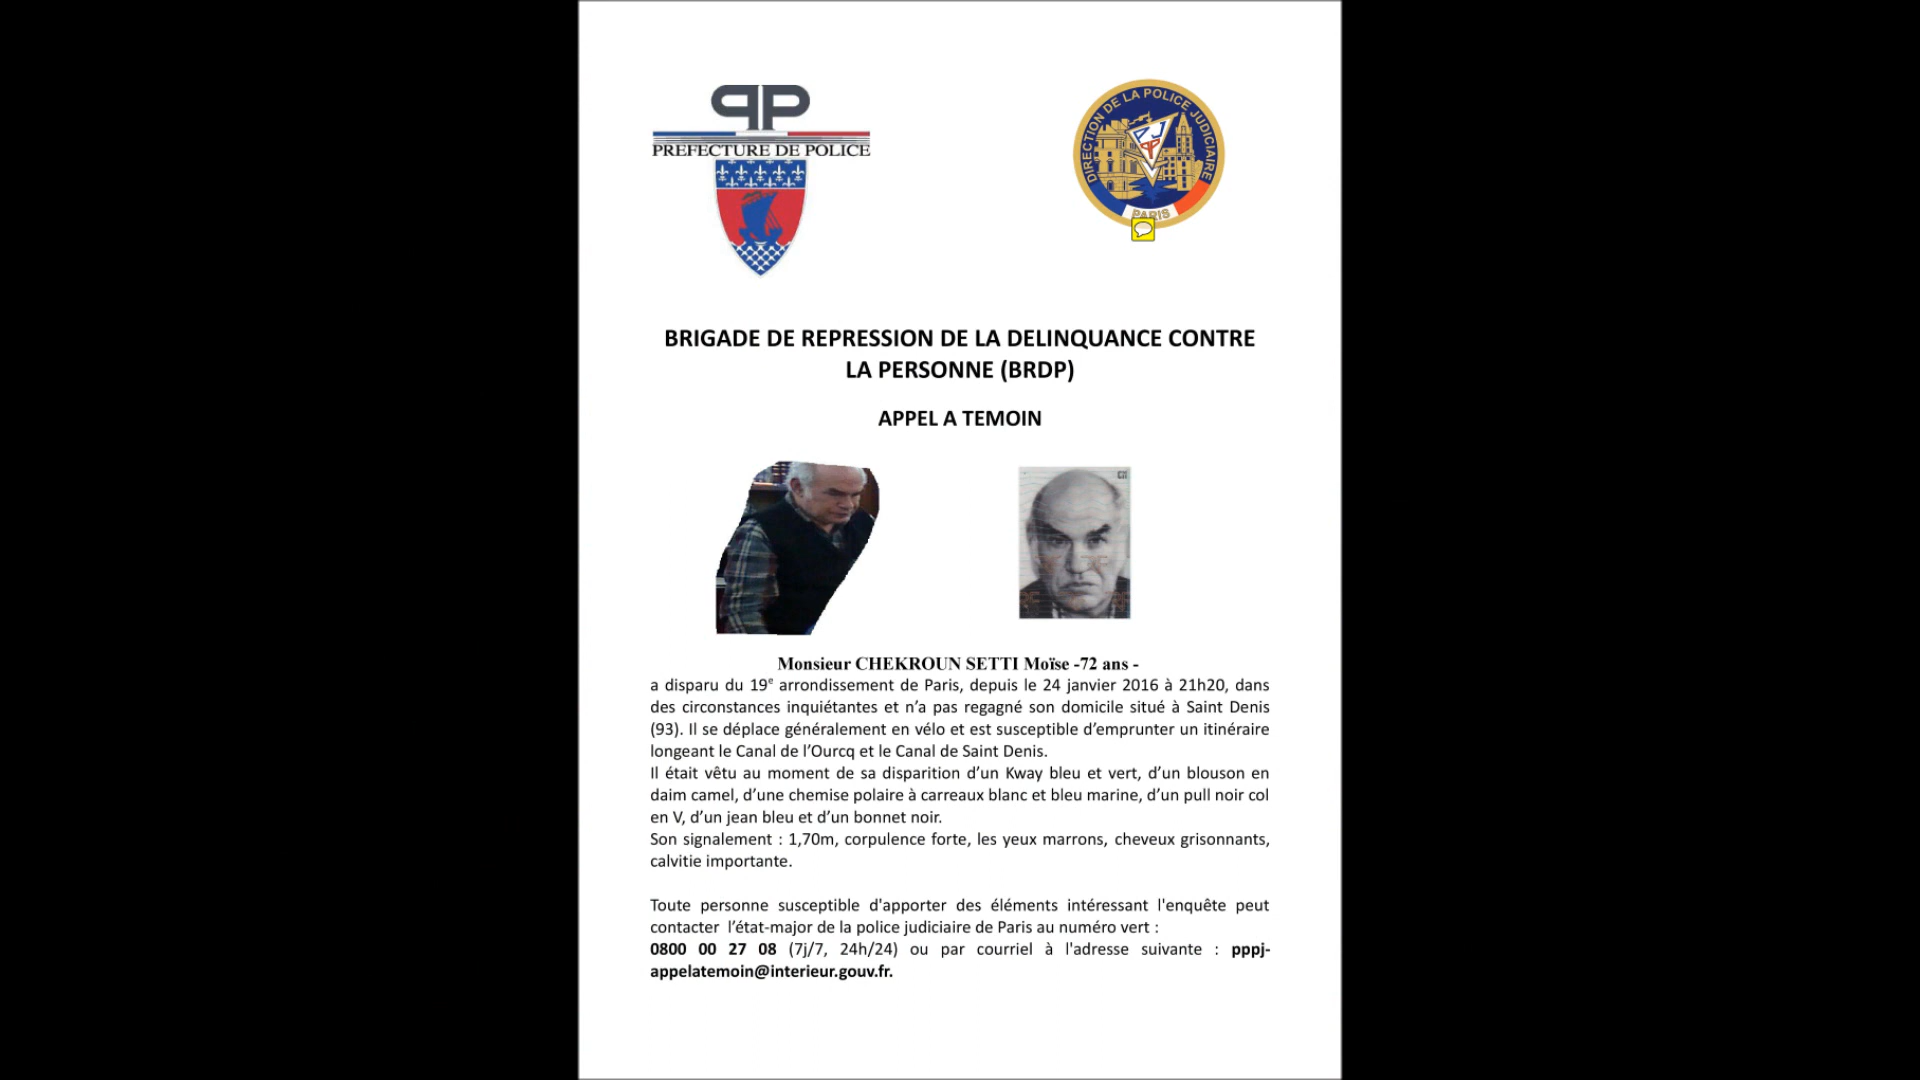 PREFECTURE DE POLICE
DIRECTION DE LA POLICE JUDICIAIRE
PJ
PP
PARIS
BRIGADE DE REPRESSION DE LA DELINQUANCE CONTRE
LA PERSONNE (BRDP)
APPEL A TEMOIN
Monsieur CHEKROUN SETTI Moïse -72 ans -
a disparu du 19e arrondissement de Paris, depuis le 24 janvier 2016 à 21h20, dans
des circonstances inquiétantes et n’a pas regagné son domicile situé à Saint Denis
(93). Il se déplace généralement en vélo et est susceptible d’emprunter un itinéraire
longeant le Canal de l’Ourcq et le Canal de Saint Denis.
Il était vêtu au moment de sa disparition d’un Kway bleu et vert, d’un blouson en
daim camel, d’une chemise polaire à carreaux blanc et bleu marine, d’un pull noir col
en V, d’un jean bleu et d’un bonnet noir.
Son signalement : 1,70m, corpulence forte, les yeux marrons, cheveux grisonnants,
calvitie importante.
Toute personne susceptible d'apporter des éléments intéressant l'enquête peut
contacter l’état-major de la police judiciaire de Paris au numéro vert :
0800 00 27 08 (7j/7, 24h/24) ou par courriel à l'adresse suivante : pppj-
appelatemoin@interieur.gouv.fr.